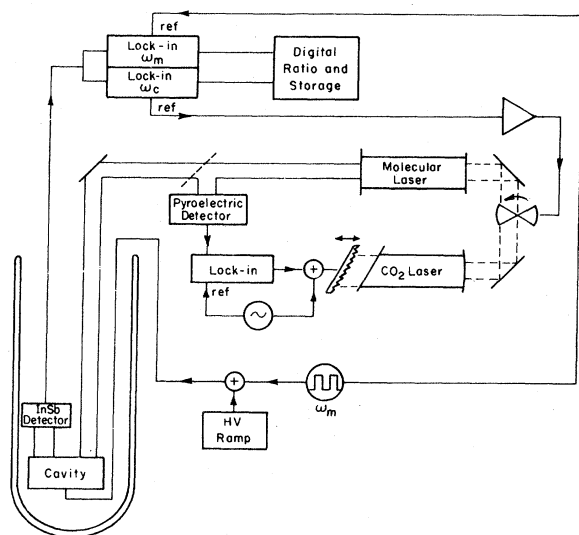 ref
Lock-in
ωm
Lock-in
ωc
ref
Digital
Ratio and
Storage
Molecular
Laser
Pyroelectric
Detector
Lock-in
ref
+
~
CO2 Laser
InSb
Detector
Cavity
+
HV
Ramp
ωm